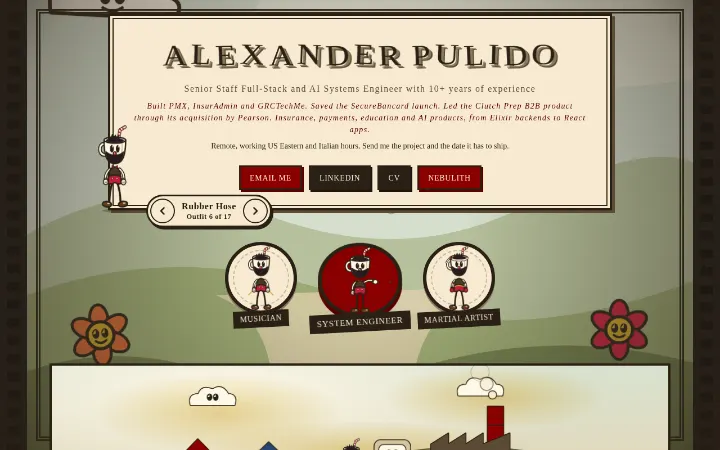 ALEXANDER PULIDO
Senior Staff Full-Stack and AI Systems Engineer with 10+ years of experience
Built PMX, InsurAdmin and GRCTechMe. Saved the SecureBancard launch. Led the Clutch Prep B2B product
through its acquisition by Pearson. Insurance, payments, education and AI products, from Elixir backends to React
apps.
Remote, working US Eastern and Italian hours. Send me the project and the date it has to ship.
EMAIL ME
LINKEDIN
CV
NEBULITH
Rubber Hose
Outfit 6 of 17
MUSICIAN
SYSTEM ENGINEER
MARTIAL ARTIST